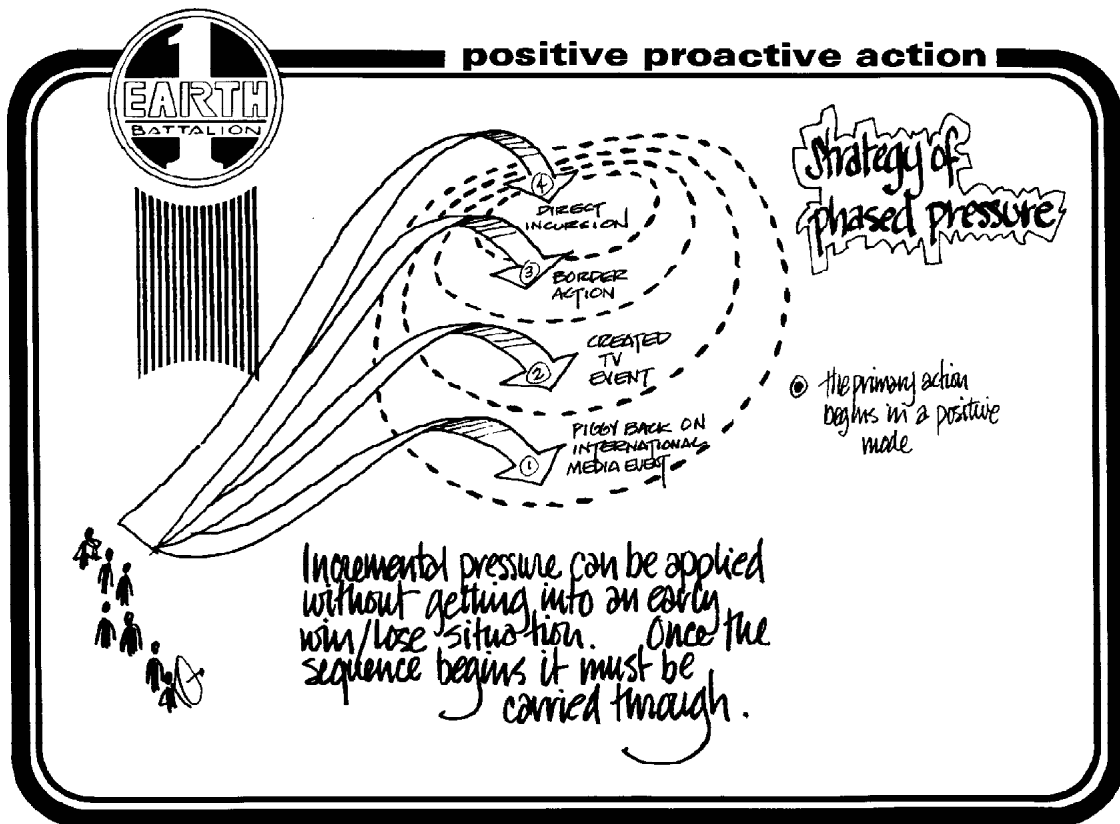 positive proactive action
1
EARTH
BATTALION
Strategy of
phased pressure
4
DIRECT
INCURSION
3
BORDER
ACTION
2
CREATED
TV
EVENT
1
PIGGY BACK ON
INTERNATIONAL
MEDIA EVENT
the primary action
begins in a positive
mode
Incremental pressure can be applied
without getting into an early
win/lose situation. Once the
sequence begins it must be
carried through.